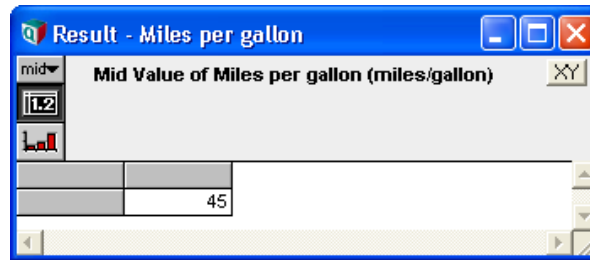 Result - Miles per gallon
mid
Mid Value of Miles per gallon (miles/gallon)
XY
1.2
45